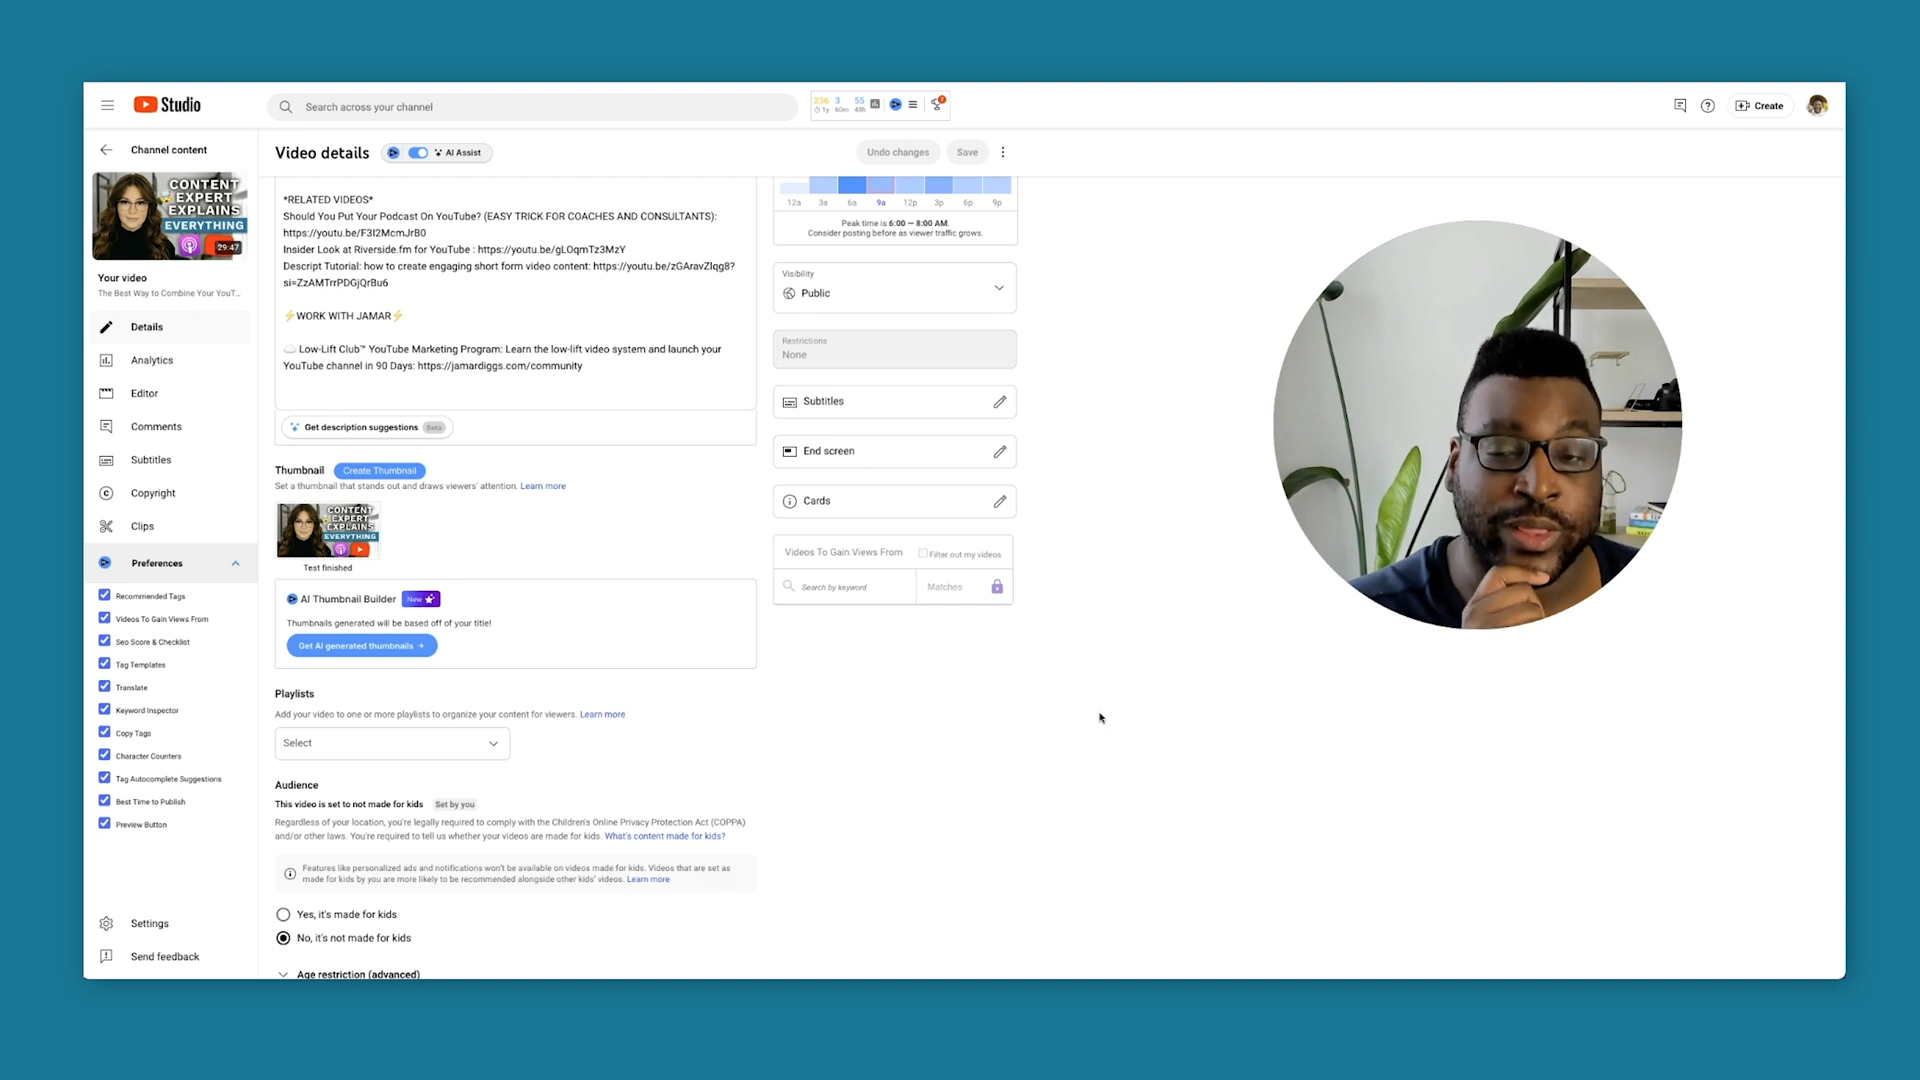 Studio
Search across your channel
236 3 55
1y 60m 48h
7
Create
Channel content
Video details
AI Assist
Undo changes
Save
CONTENT
EXPERT
EXPLAINS
EVERYTHING
29:47
Your video
The Best Way to Combine Your YouT...
Details
Analytics
Editor
Comments
Subtitles
Copyright
Clips
Preferences
Recommended Tags
Videos To Gain Views From
Seo Score & Checklist
Tag Templates
Translate
Keyword Inspector
Copy Tags
Character Counters
Tag Autocomplete Suggestions
Best Time to Publish
Preview Button
Settings
Send feedback
*RELATED VIDEOS*
Should You Put Your Podcast On YouTube? (EASY TRICK FOR COACHES AND CONSULTANTS):
https://youtu.be/F3I2McmJrB0
Insider Look at Riverside.fm for YouTube : https://youtu.be/gLOqmTz3MzY
Descript Tutorial: how to create engaging short form video content: https://youtu.be/zGAravZIqg8?
si=ZzAMTrrPDGjQrBu6
⚡WORK WITH JAMAR⚡
☁️ Low-Lift Club™ YouTube Marketing Program: Learn the low-lift video system and launch your
YouTube channel in 90 Days: https://jamardiggs.com/community
Get description suggestions Beta
Thumbnail Create Thumbnail
Set a thumbnail that stands out and draws viewers' attention. Learn more
CONTENT
EXPERT
EXPLAINS
EVERYTHING
Test finished
AI Thumbnail Builder New
Thumbnails generated will be based off of your title!
Get AI generated thumbnails →
Playlists
Add your video to one or more playlists to organize your content for viewers. Learn more
Select
Audience
This video is set to not made for kids Set by you
Regardless of your location, you're legally required to comply with the Children's Online Privacy Protection Act (COPPA)
and/or other laws. You're required to tell us whether your videos are made for kids. What's content made for kids?
Features like personalized ads and notifications won't be available on videos made for kids. Videos that are set as
made for kids by you are more likely to be recommended alongside other kids' videos. Learn more
Yes, it's made for kids
No, it's not made for kids
Age restriction (advanced)
12a 3a 6a 9a 12p 3p 6p 9p
Peak time is 6:00 — 8:00 AM.
Consider posting before as viewer traffic grows.
Visibility
Public
Restrictions
None
Subtitles
End screen
Cards
Videos To Gain Views From
Filter out my videos
Search by keyword
Matches